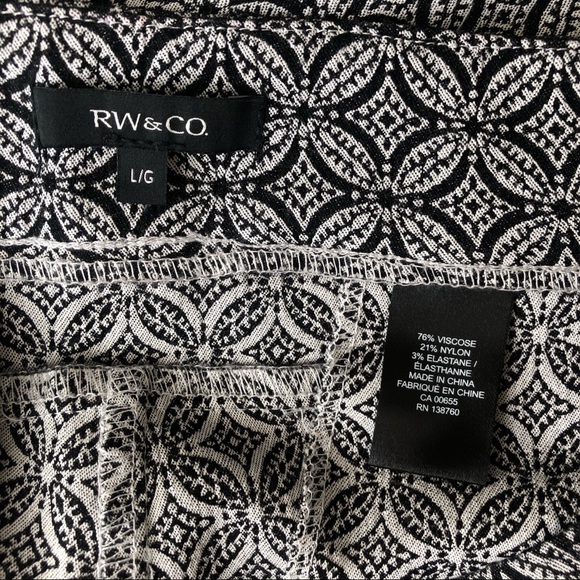 RW&CO.
L/G
76% VISCOSE
21% NYLON
3% ELASTANE /
ÉLASTHANNE
MADE IN CHINA
FABRIQUÉ EN CHINE
CA 00655
RN 138760